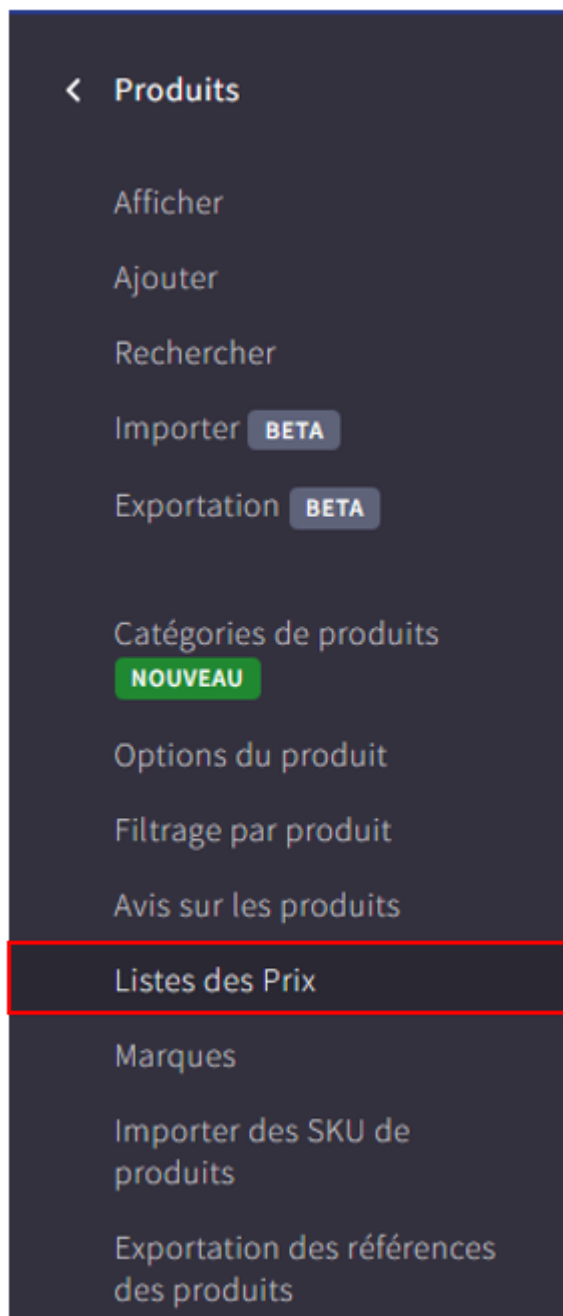 Produits
Afficher
Ajouter
Rechercher
Importer BETA
Exportation BETA
Catégories de produits
NOUVEAU
Options du produit
Filtrage par produit
Avis sur les produits
Listes des Prix
Marques
Importer des SKU de
produits
Exportation des références
des produits